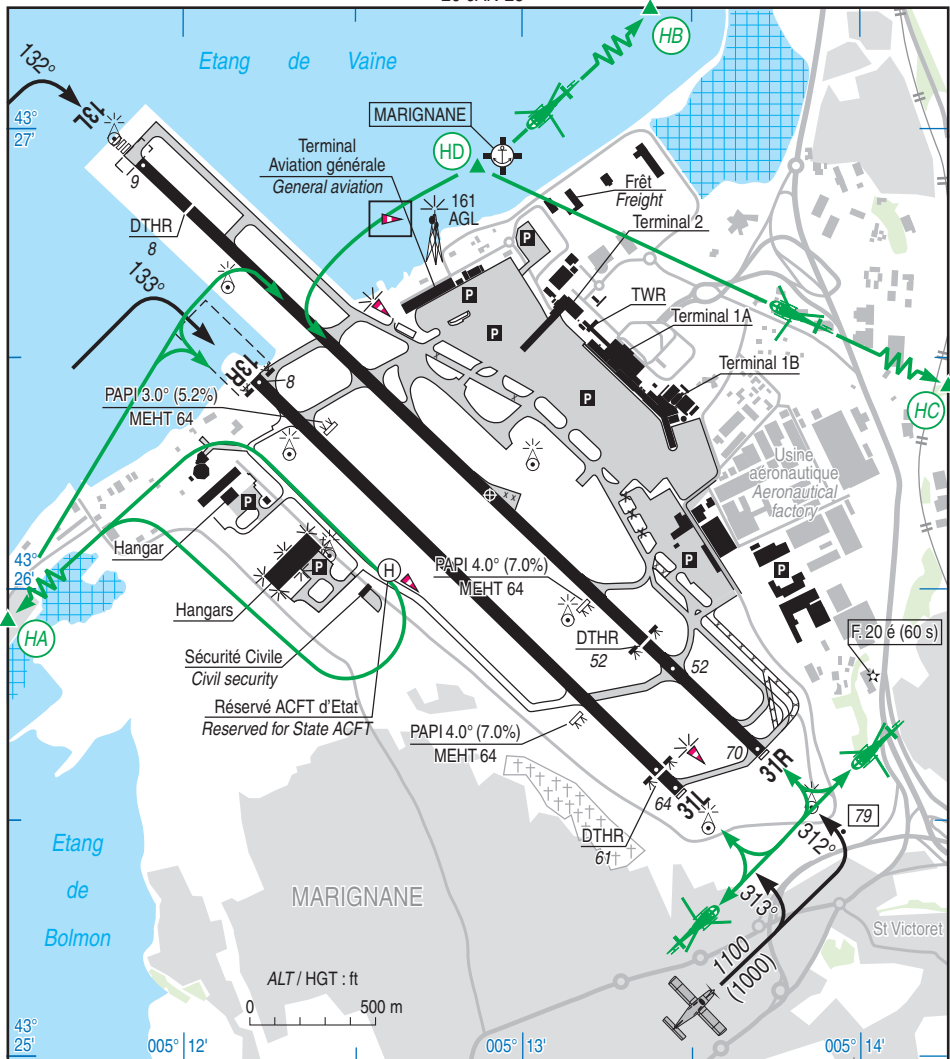 HB
132°
Etang de Vaïne
13L
43°
27'
MARIGNANE
HD
Terminal
Aviation générale
General aviation
Frêt
Freight
9
161
AGL
Terminal 2
DTHR
8
P
133°
TWR
P
Terminal 1A
P
Terminal 1B
13R
8
PAPI 3.0° (5.2%)
MEHT 64
P
HC
Usine
aéronautique
Aeronautical
factory
P
Hangar
43°
26'
PAPI 4.0° (7.0%)
MEHT 64
H
P
P
P
Hangars
HA
F. 20 é (60 s)
DTHR
52
Sécurité Civile
Civil security
52
Réservé ACFT d'Etat
Reserved for State ACFT
PAPI 4.0° (7.0%)
MEHT 64
70
31R
64
31L
79
DTHR
61
312°
Etang
de
Bolmon
313°
MARIGNANE
St Victoret
1100
(1000)
ALT / HGT : ft
0
500 m
43°
25'
005° 12'
005° 13'
005° 14'